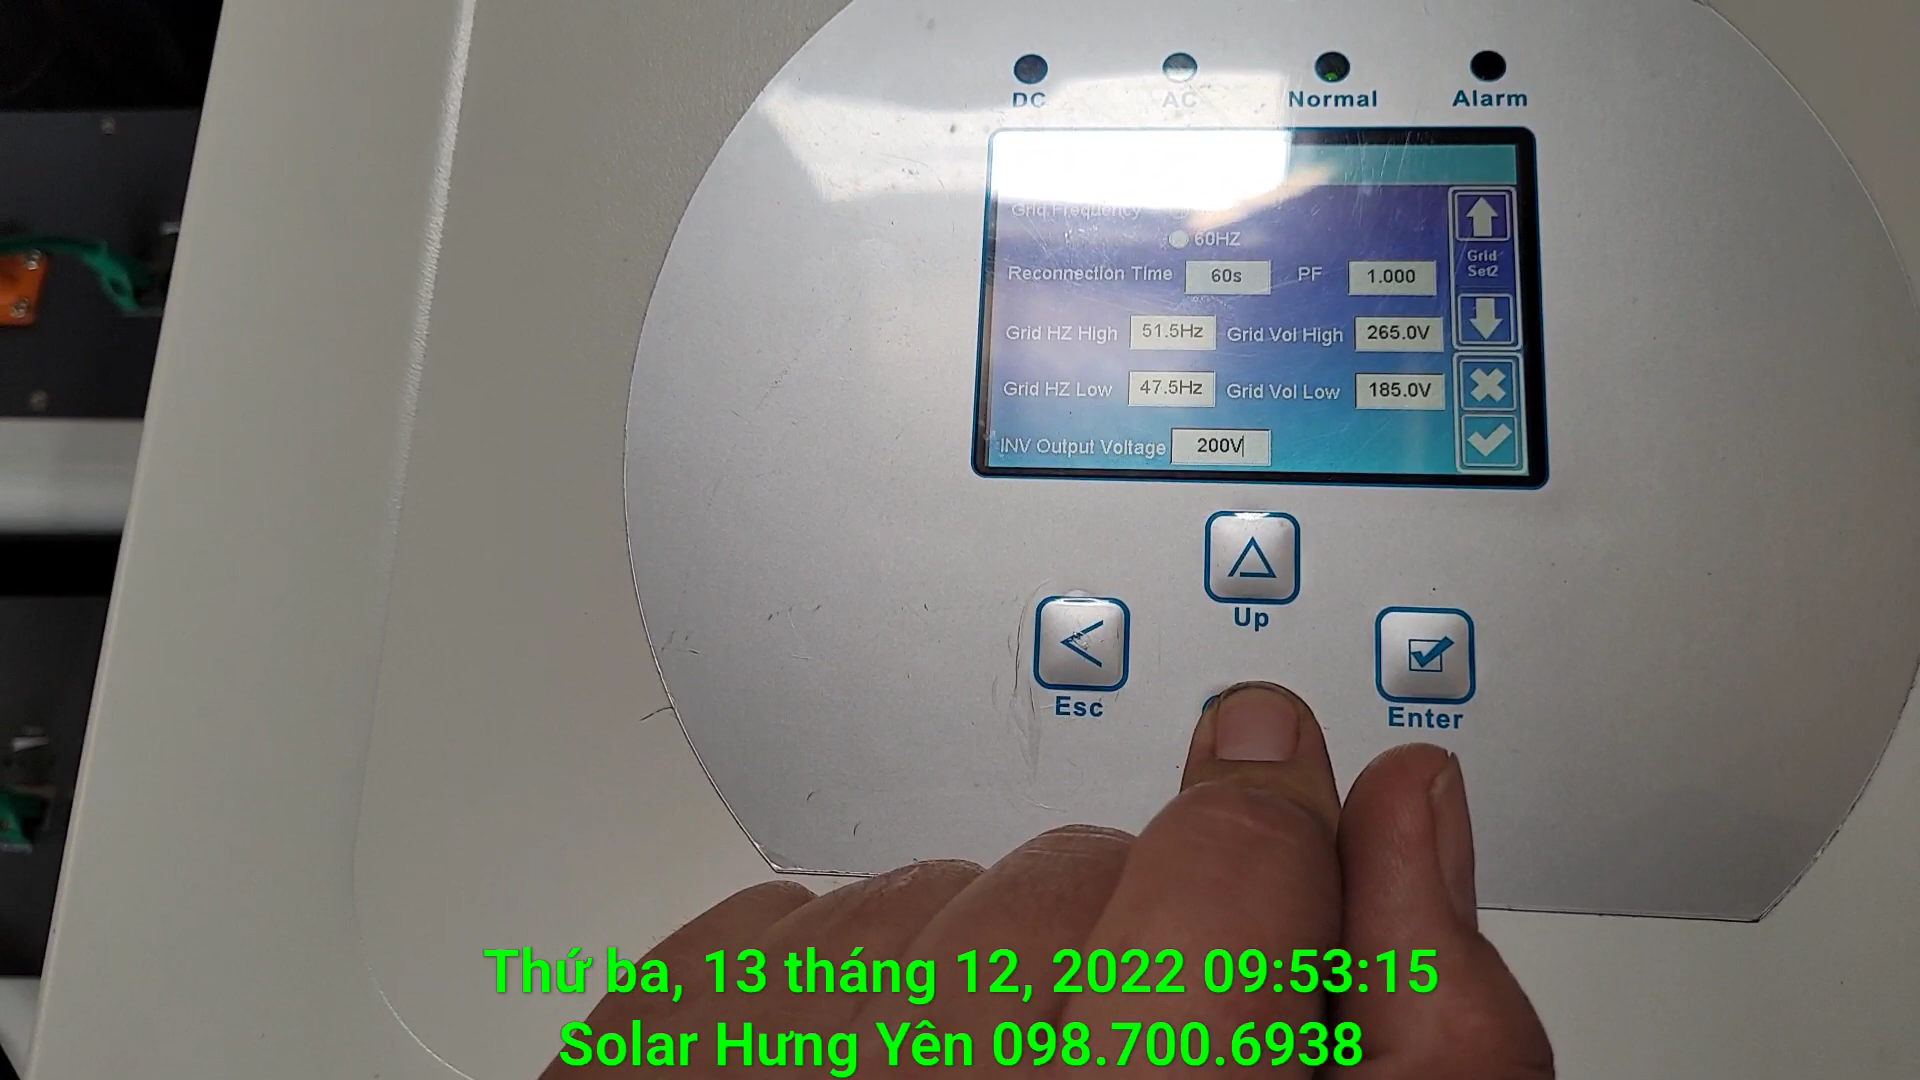 DC AC Normal Alarm
Grid Frequency
60HZ
Reconnection Time 60s PF 1.000
Grid Set2
Grid HZ High 51.5Hz Grid Vol High 265.0V
Grid HZ Low 47.5Hz Grid Vol Low 185.0V
INV Output Voltage 200V
Up
Esc
Enter
Thứ ba, 13 tháng 12, 2022 09:53:15
Solar Hưng Yên 098.700.6938